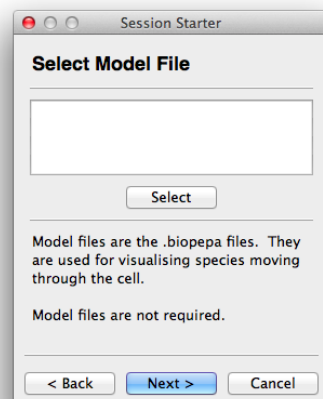 Session Starter
Select Model File
Select
Model files are the .biopepa files.  They
are used for visualising species moving
through the cell.
Model files are not required.
< Back
Next >
Cancel